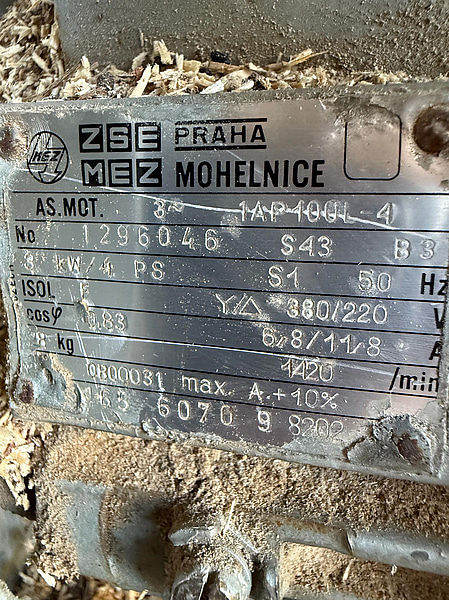 MEZ ZSE PRAHA
MEZ MOHELNICE
AS.MOT. 3~ 1AP100L-4
No 1296046 S43 B3
3 kW/4 PS S1 50 Hz
ISOL F Y/△ 380/220 V
cosφ 0,83 6,8/11,8 A
kg 1420 /min
0800031 max. A.+10%
163 6070 9 8202